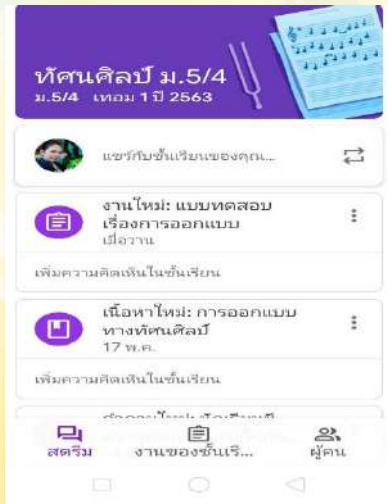 ทัศนศิลป์ ม.5/4
ม.5/4 เทอม 1 ปี 2563
แชร์กับชั้นเรียนของคุณ...
งานใหม่: แบบทดสอบ
เรื่องการออกแบบ
เมื่อวาน
เพิ่มความคิดเห็นในชั้นเรียน
เนื้อหาใหม่: การออกแบบ
ทางทัศนศิลป์
17 พ.ค.
เพิ่มความคิดเห็นในชั้นเรียน
สตรีม
งานของชั้นเรี...
ผู้คน